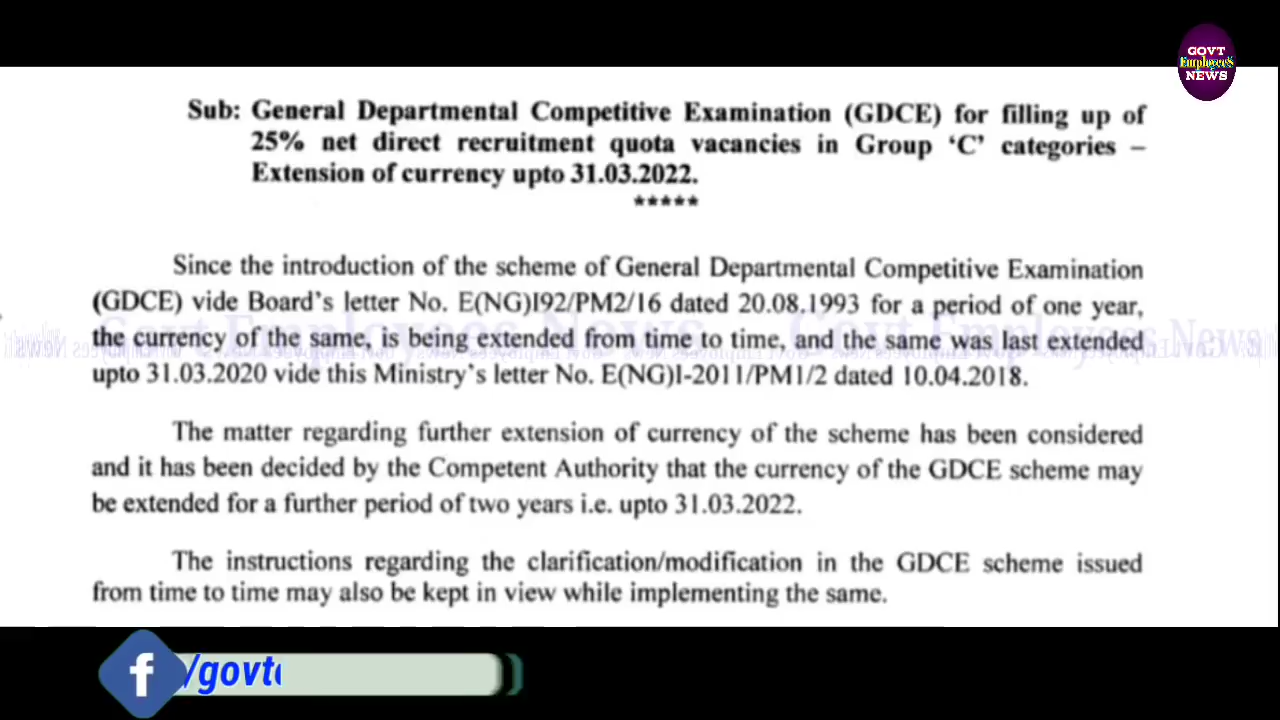 GOVT
Employees
NEWS
Sub: General Departmental Competitive Examination (GDCE) for filling up of
25% net direct recruitment quota vacancies in Group ‘C’ categories –
Extension of currency upto 31.03.2022.
*****
Since the introduction of the scheme of General Departmental Competitive Examination
(GDCE) vide Board's letter No. E(NG)I92/PM2/16 dated 20.08.1993 for a period of one year,
the currency of the same, is being extended from time to time, and the same was last extended
upto 31.03.2020 vide this Ministry's letter No. E(NG)I-2011/PM1/2 dated 10.04.2018.
Govt Employees News Govt Employees News
The matter regarding further extension of currency of the scheme has been considered
and it has been decided by the Competent Authority that the currency of the GDCE scheme may
be extended for a further period of two years i.e. upto 31.03.2022.
The instructions regarding the clarification/modification in the GDCE scheme issued
from time to time may also be kept in view while implementing the same.
f /govte